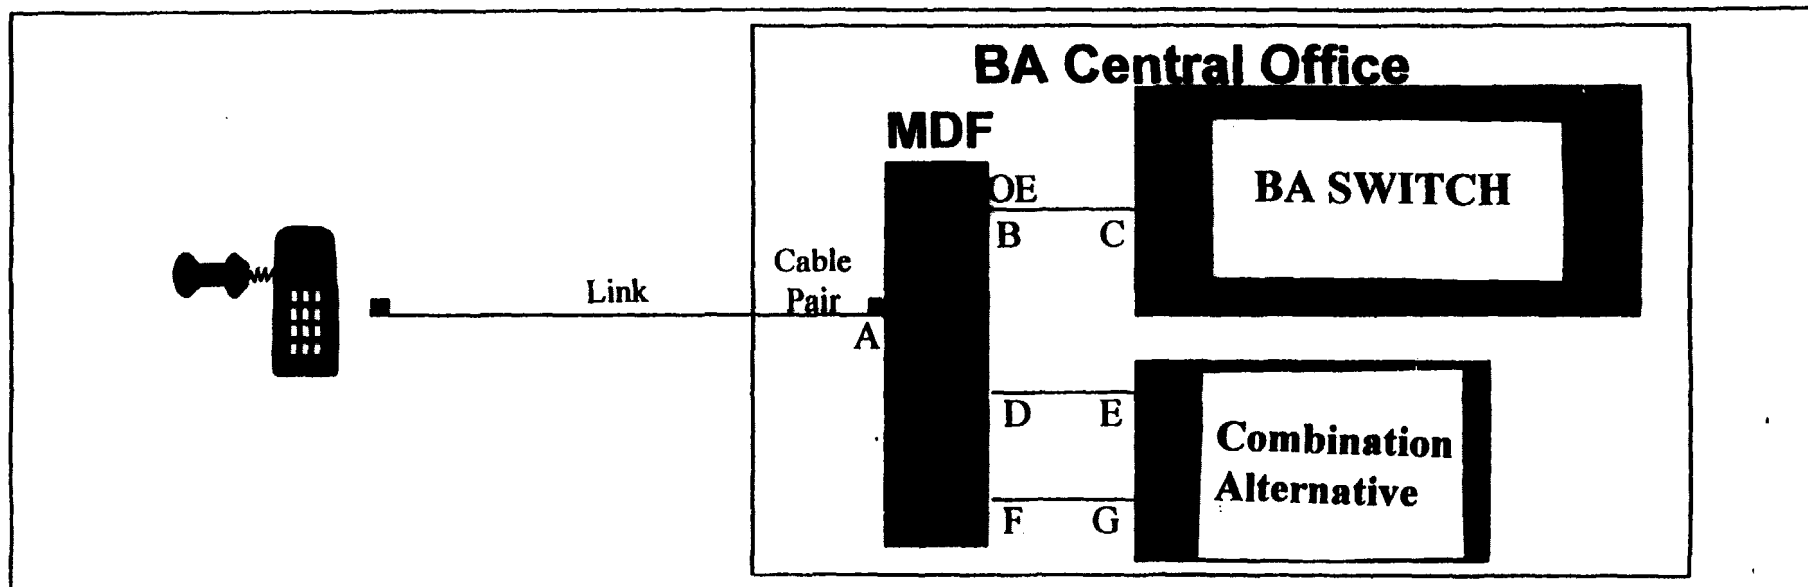 BA Central Office
MDF
OE
BA SWITCH
B
C
Cable
Pair
Link
A
D
E
Combination
Alternative
F
G